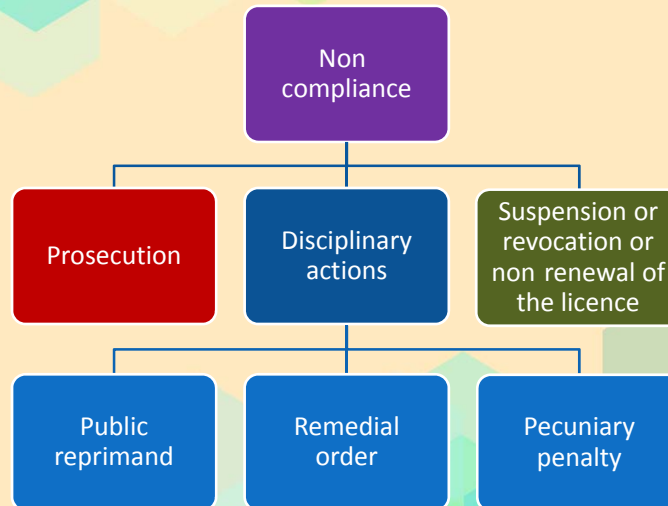 Non
compliance
Prosecution
Disciplinary
actions
Suspension or
revocation or
non renewal of
the licence
Public
reprimand
Remedial
order
Pecuniary
penalty